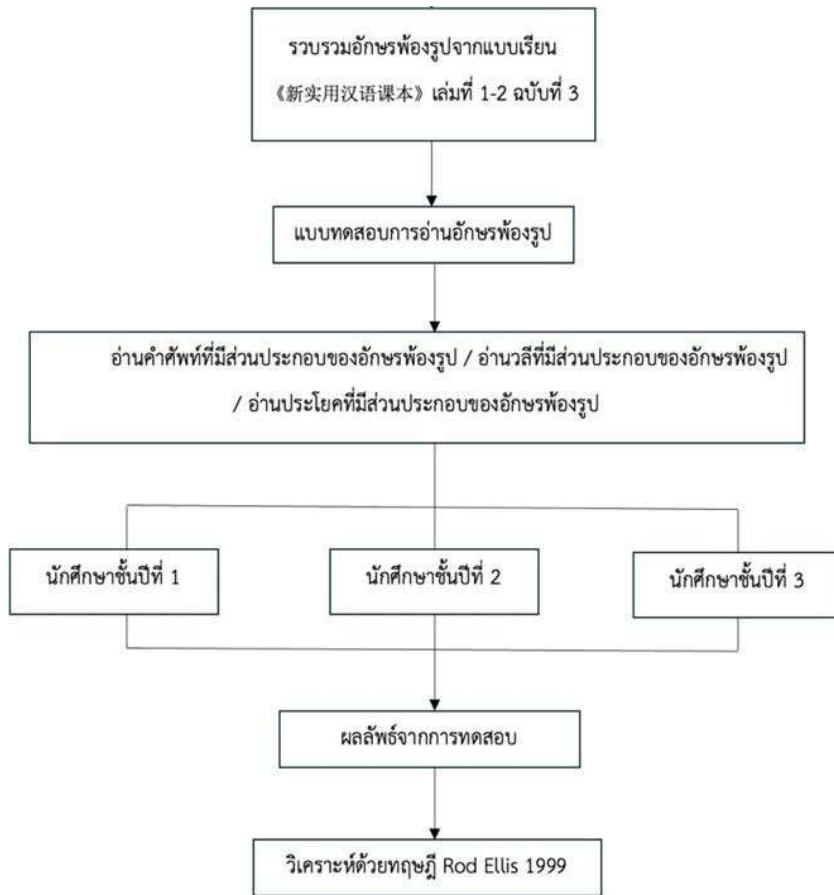 รวบรวมอักษรพ้องรูปจากแบบเรียน
《新实用汉语课本》เล่มที่ 1-2 ฉบับที่ 3
แบบทดสอบการอ่านอักษรพ้องรูป
อ่านคำศัพท์ที่มีส่วนประกอบของอักษรพ้องรูป / อ่านวลีที่มีส่วนประกอบของอักษรพ้องรูป
/ อ่านประโยคที่มีส่วนประกอบของอักษรพ้องรูป
นักศึกษาชั้นปีที่ 1
นักศึกษาชั้นปีที่ 2
นักศึกษาชั้นปีที่ 3
ผลลัพธ์จากการทดสอบ
วิเคราะห์ด้วยทฤษฎี Rod Ellis 1999